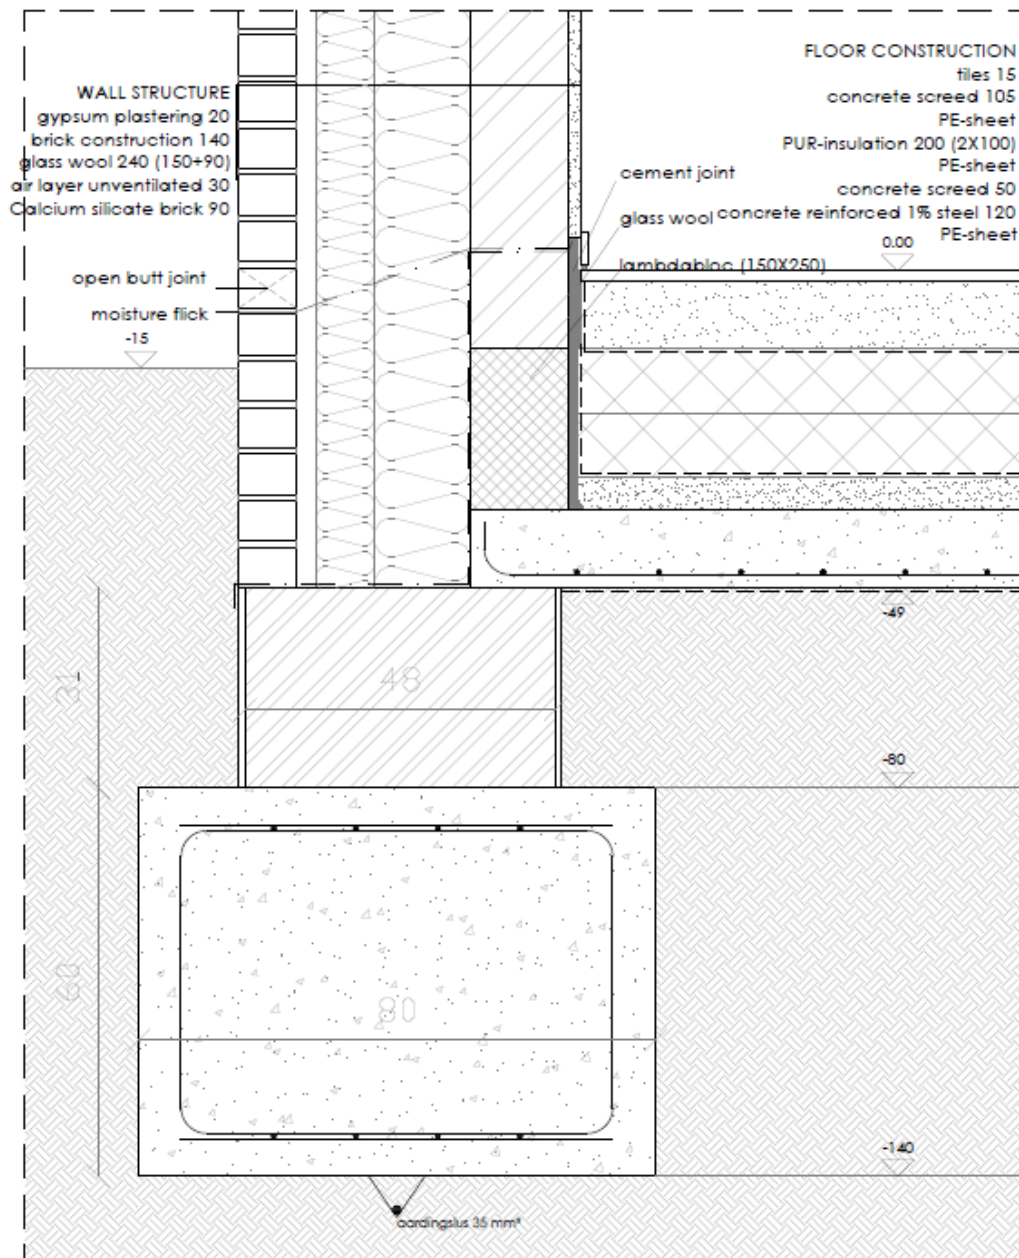 WALL STRUCTURE
gypsum plastering 20
brick construction 140
glass wool 240 (150+90)
air layer unventilated 30
Calcium silicate brick 90
open butt joint
moisture flick
-15
FLOOR CONSTRUCTION
tiles 15
concrete screed 105
PE-sheet
PUR-insulation 200 (2X100)
PE-sheet
concrete screed 50
concrete reinforced 1% steel 120
PE-sheet
cement joint
glass wool
lambdabloc (150X250)
0.00
-49
31
48
-80
60
80
-140
aardingslus 35 mm²